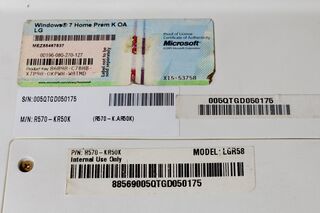 Windows® 7 Home Prem K OA
LG
Proof of License
Certificate of Authenticity
Microsoft
X15-53758
S/N: 005QTGD050175
005QTGD050175
M/N: R570-KR50K
(R570-K.AR50K)
P/N: R570-KR50K
MODEL: LGR58
Internal Use Only
88569005QTGD050175